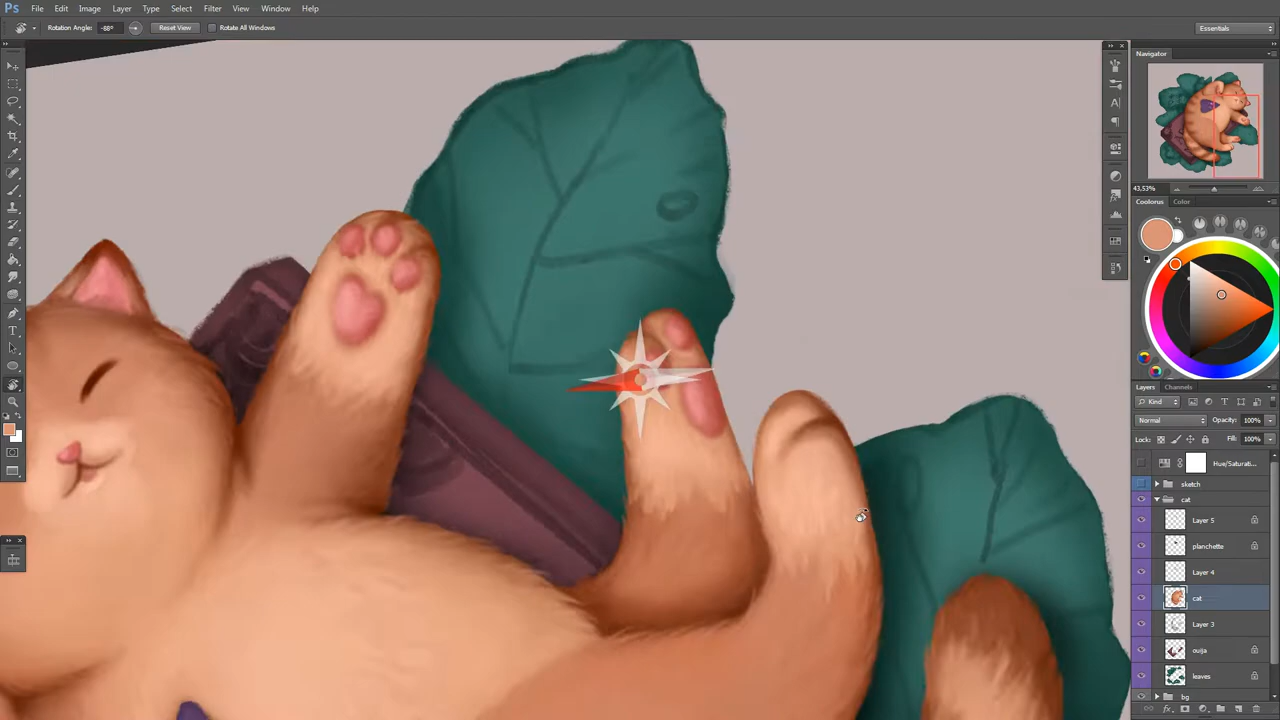 Ps File Edit Image Layer Type Select Filter View Window Help
Rotation Angle: -88° Reset View Rotate All Windows Essentials
Navigator
43,53%
Coolorus Color
Layers Channels
Kind
Normal Opacity: 100%
Lock: Fill: 100%
Hue/Saturati...
sketch
cat
Layer 5
planchette
Layer 4
cat
Layer 3
ouija
leaves
bg